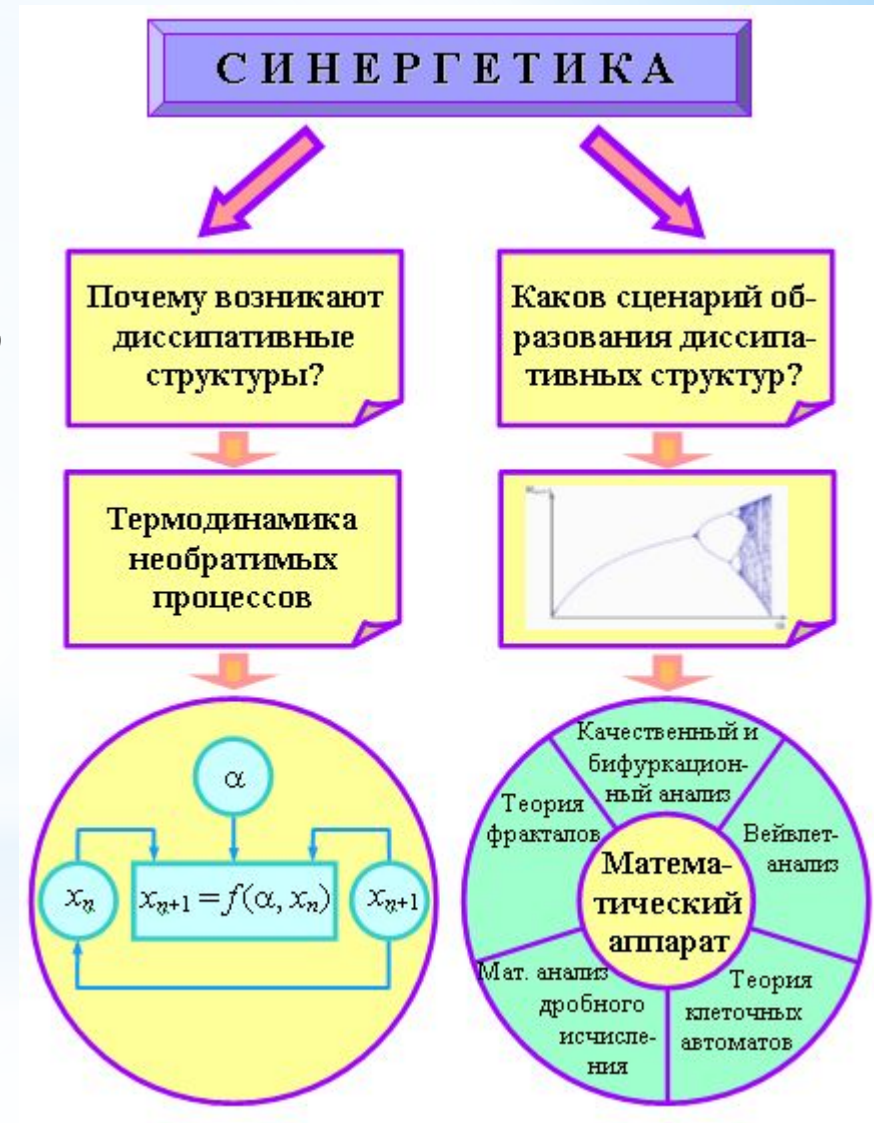 СИНЕРГЕТИКА
Почему возникают
диссипативные
структуры?
Каков сценарий об-
разования диссипа-
тивных структур?
Термодинамика
необратимых
процессов
α
xₙ
xₙ₊₁ = f(α, xₙ)
xₙ₊₁
Качественный и
бифуркацион-
ный анализ
Теория
фракталов
Вейвлет-
анализ
Матема-
тический
аппарат
Мат. анализ
дробного
исчисле-
ния
Теория
клеточных
автоматов